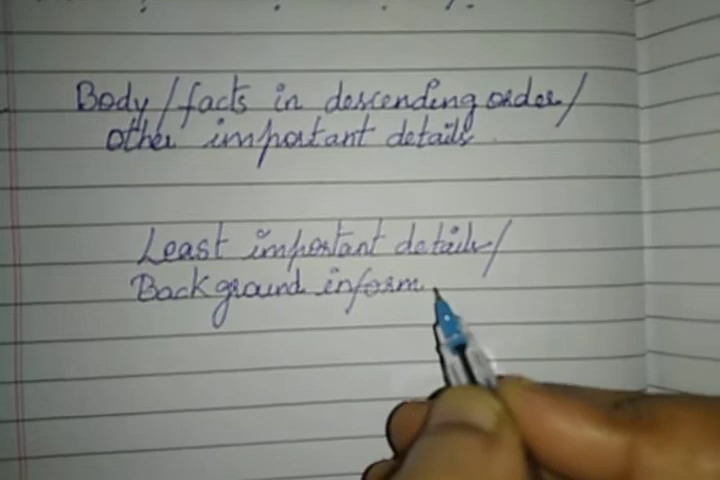 Body/facts in descending order/
other important details
Least important details/
Background inform